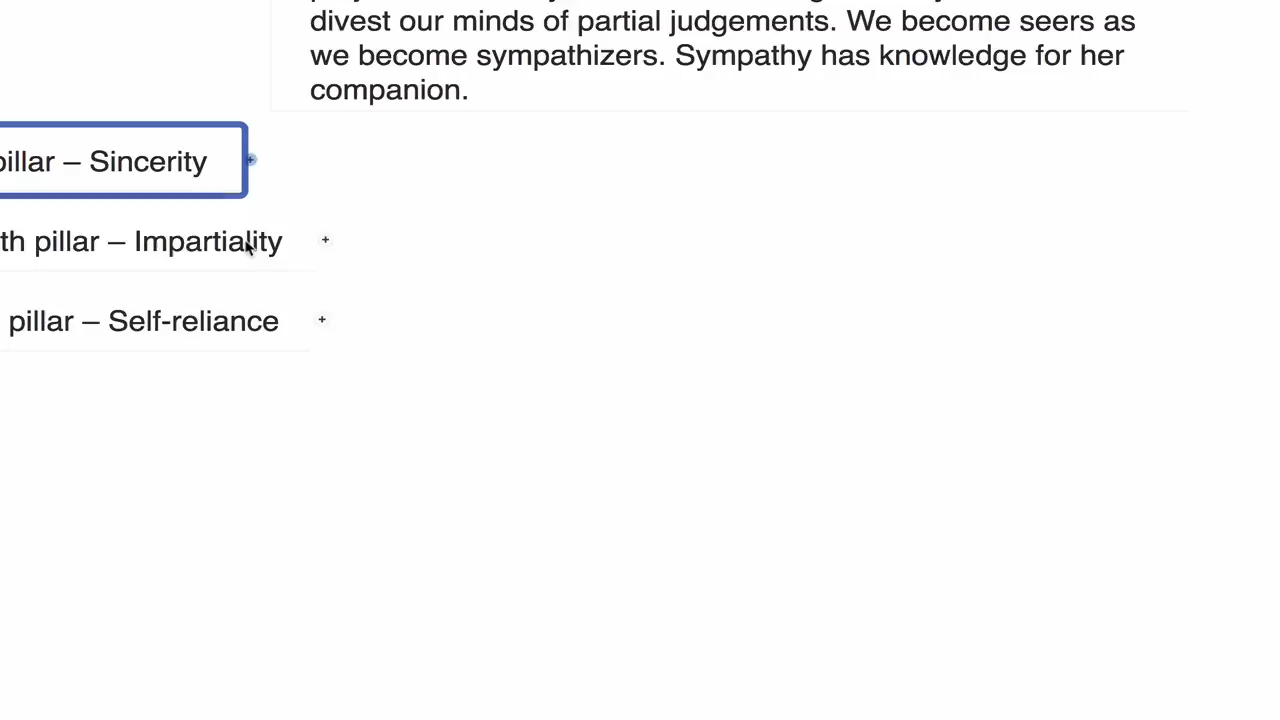 divest our minds of partial judgements. We become seers as
we become sympathizers. Sympathy has knowledge for her
companion.
pillar – Sincerity
th pillar – Impartiality
pillar – Self-reliance